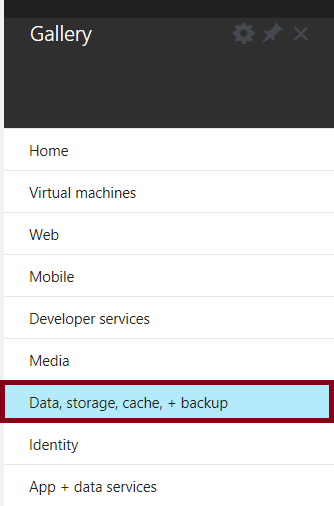 Gallery
Home
Virtual machines
Web
Mobile
Developer services
Media
Data, storage, cache, + backup
Identity
App + data services